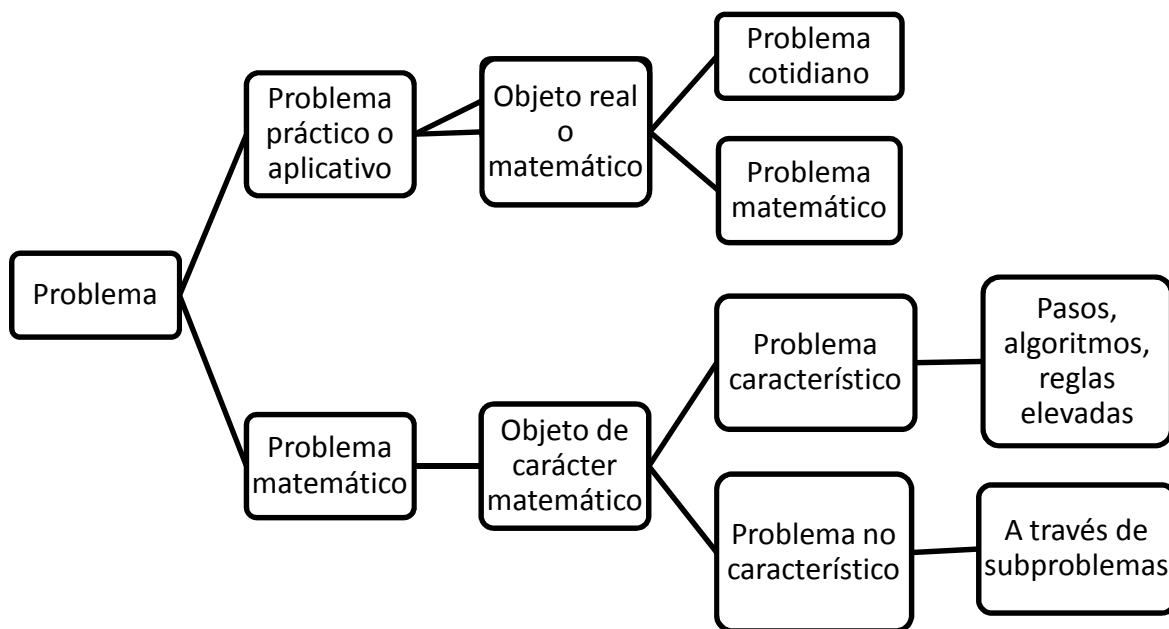 Problema
Problema
práctico o
aplicativo
Objeto real
o
matemático
Problema
cotidiano
Problema
matemático
Problema
matemático
Objeto de
carácter
matemático
Problema
característico
Pasos,
algoritmos,
reglas
elevadas
Problema no
característico
A través de
subproblemas